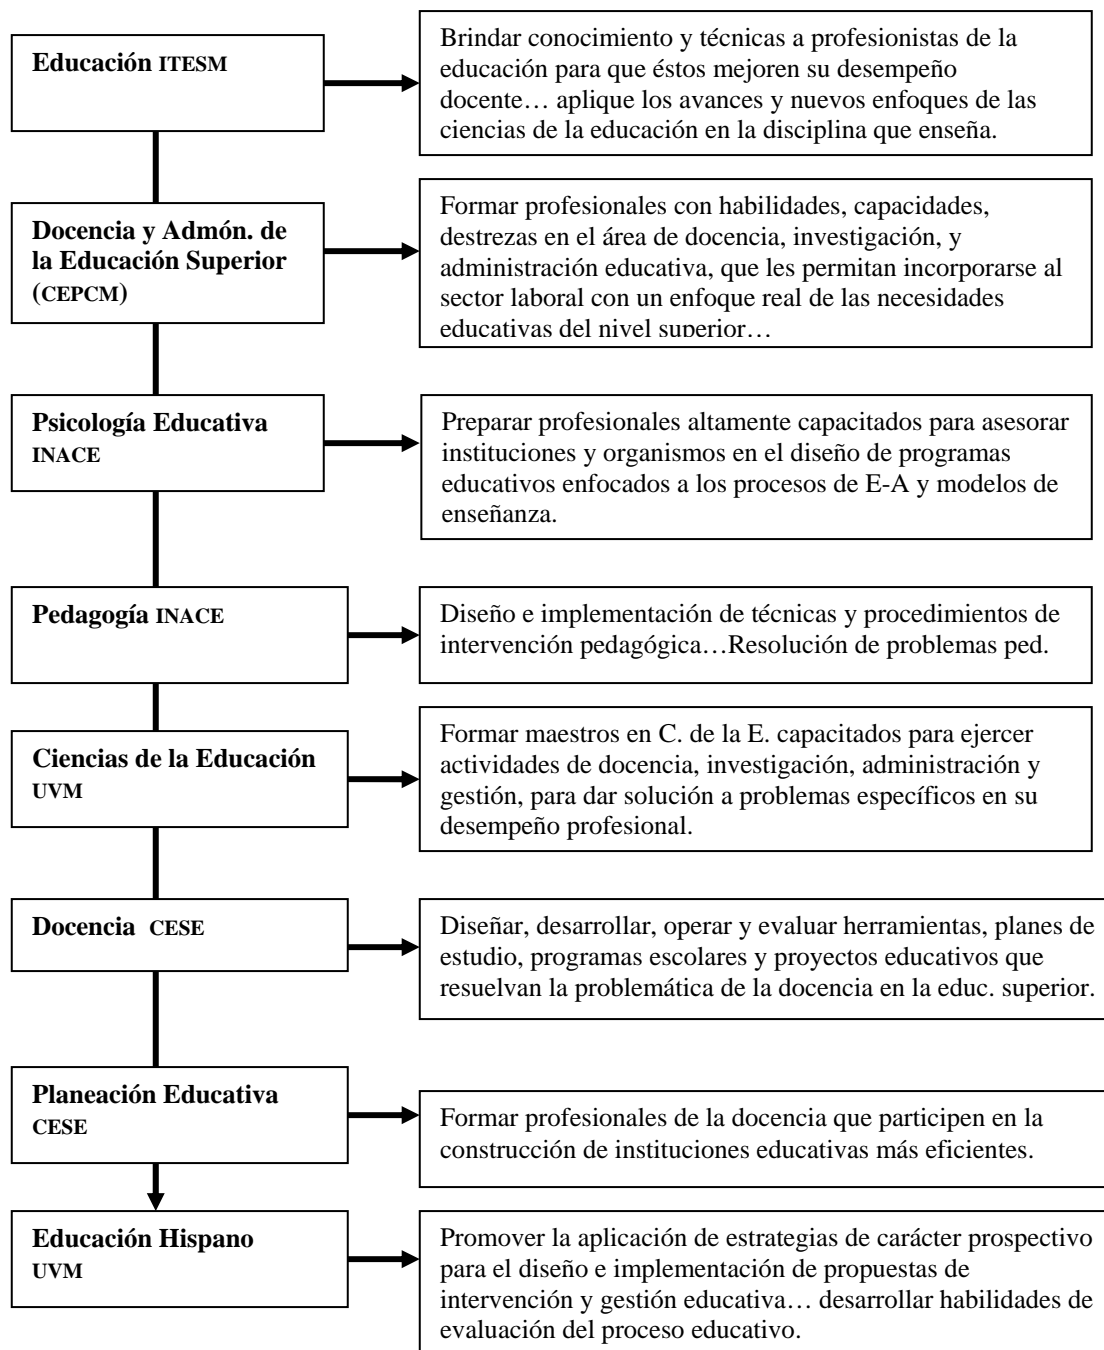 Educación ITESM
Brindar conocimiento y técnicas a profesionistas de la
educación para que éstos mejoren su desempeño
docente… aplique los avances y nuevos enfoques de las
ciencias de la educación en la disciplina que enseña.
Docencia y Admón. de
la Educación Superior
(CEPCM)
Formar profesionales con habilidades, capacidades,
destrezas en el área de docencia, investigación, y
administración educativa, que les permitan incorporarse al
sector laboral con un enfoque real de las necesidades
educativas del nivel superior…
Psicología Educativa
INACE
Preparar profesionales altamente capacitados para asesorar
instituciones y organismos en el diseño de programas
educativos enfocados a los procesos de E-A y modelos de
enseñanza.
Pedagogía INACE
Diseño e implementación de técnicas y procedimientos de
intervención pedagógica…Resolución de problemas ped.
Ciencias de la Educación
UVM
Formar maestros en C. de la E. capacitados para ejercer
actividades de docencia, investigación, administración y
gestión, para dar solución a problemas específicos en su
desempeño profesional.
Docencia CESE
Diseñar, desarrollar, operar y evaluar herramientas, planes de
estudio, programas escolares y proyectos educativos que
resuelvan la problemática de la docencia en la educ. superior.
Planeación Educativa
CESE
Formar profesionales de la docencia que participen en la
construcción de instituciones educativas más eficientes.
Educación Hispano
UVM
Promover la aplicación de estrategias de carácter prospectivo
para el diseño e implementación de propuestas de
intervención y gestión educativa… desarrollar habilidades de
evaluación del proceso educativo.